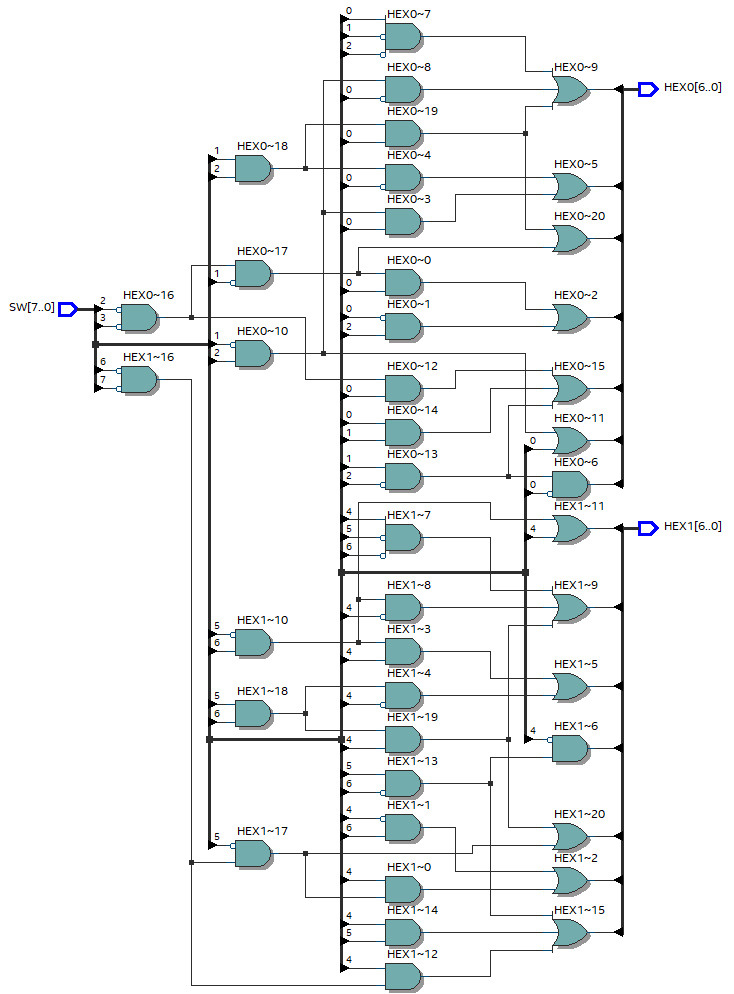 0
HEX0~7
1
2
HEX0~8
HEX0~9
0
HEX0[6..0]
HEX0~19
0
HEX0~18
1
2
HEX0~4
HEX0~5
0
HEX0~3
0
HEX0~20
HEX0~17
1
HEX0~0
0
SW[7..0]
2
3
HEX0~16
HEX0~1
0
2
HEX0~2
HEX0~10
1
2
6
7
HEX1~16
HEX0~12
0
HEX0~15
HEX0~14
0
1
HEX0~11
0
HEX0~13
1
2
HEX0~6
0
HEX1~7
4
5
6
HEX1~11
4
HEX1[6..0]
HEX1~8
4
HEX1~9
HEX1~10
5
6
HEX1~3
4
HEX1~4
4
HEX1~5
HEX1~18
5
6
HEX1~19
4
HEX1~6
4
HEX1~13
5
6
HEX1~1
4
6
HEX1~20
HEX1~17
5
HEX1~0
4
HEX1~2
HEX1~14
4
5
HEX1~15
HEX1~12
4